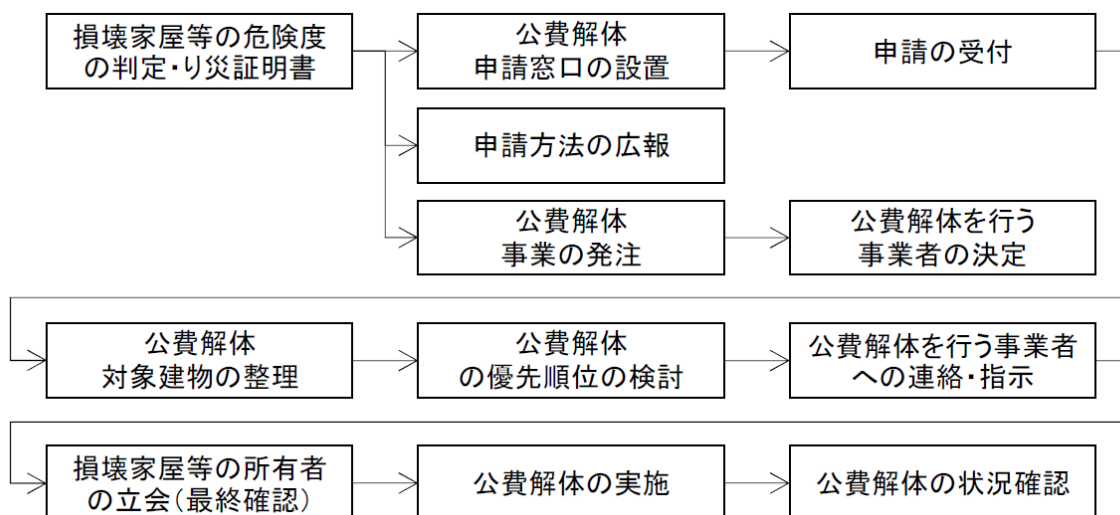 損壊家屋等の危険度
の判定・り災証明書
公費解体
申請窓口の設置
申請の受付
申請方法の広報
公費解体
事業の発注
公費解体を行う
事業者の決定
公費解体
対象建物の整理
公費解体
の優先順位の検討
公費解体を行う事業者
への連絡・指示
損壊家屋等の所有者
の立会(最終確認)
公費解体の実施
公費解体の状況確認